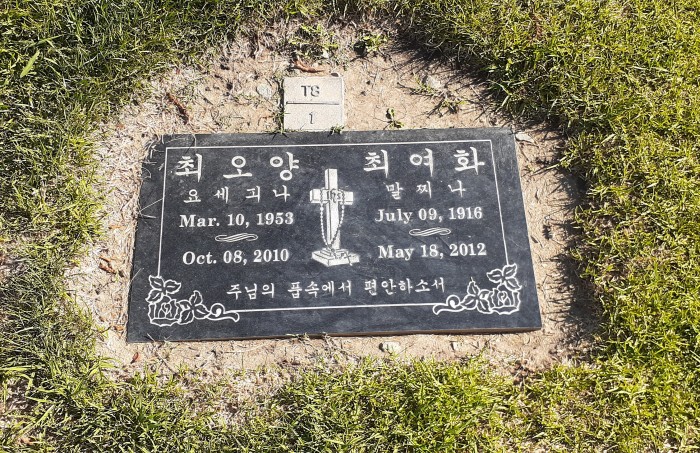 T8
1
최오양 최여화
요세피나 말찌나
Mar. 10, 1953 July 09, 1916
Oct. 08, 2010 May 18, 2012
주님의 품속에서 편안하소서